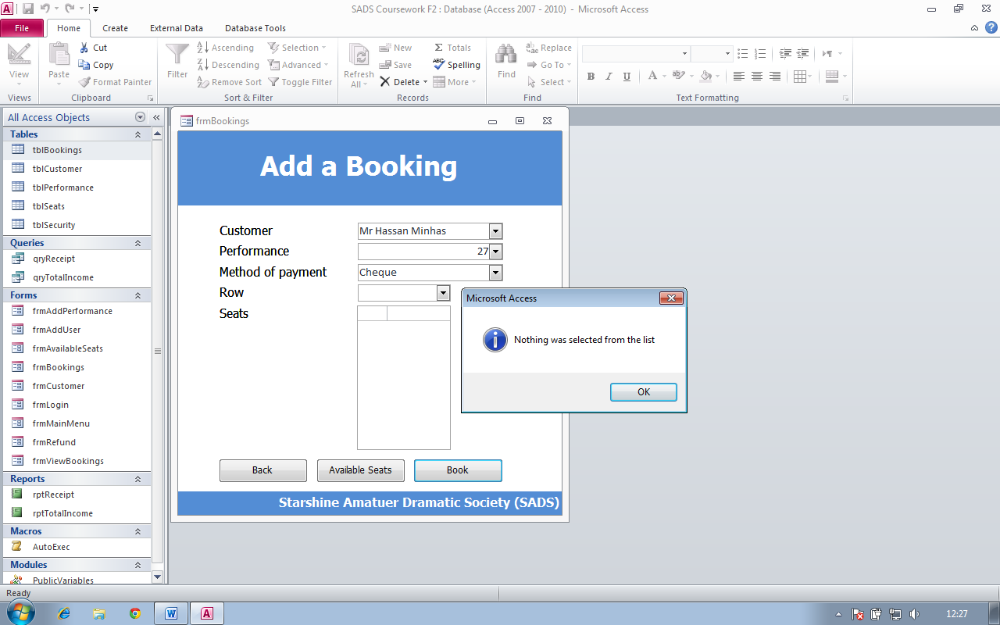 SADS Coursework F2 : Database (Access 2007 - 2010) - Microsoft Access
File Home Create External Data Database Tools
View
Views
Paste
Cut
Copy
Format Painter
Clipboard
Filter
Ascending
Descending
Remove Sort
Selection
Advanced
Toggle Filter
Sort & Filter
Refresh
All
New
Save
Delete
Totals
Spelling
More
Records
Find
Replace
Go To
Select
Find
B I U
A
ab
Text Formatting
All Access Objects
Tables
tblBookings
tblCustomer
tblPerformance
tblSeats
tblSecurity
Queries
qryReceipt
qryTotalIncome
Forms
frmAddPerformance
frmAddUser
frmAvailableSeats
frmBookings
frmCustomer
frmLogin
frmMainMenu
frmRefund
frmViewBookings
Reports
rptReceipt
rptTotalIncome
Macros
AutoExec
Modules
PublicVariables
frmBookings
Add a Booking
Customer Mr Hassan Minhas
Performance 27
Method of payment Cheque
Row
Seats
Microsoft Access
Nothing was selected from the list
OK
Back Available Seats Book
Starshine Amatuer Dramatic Society (SADS)
Ready
12:27